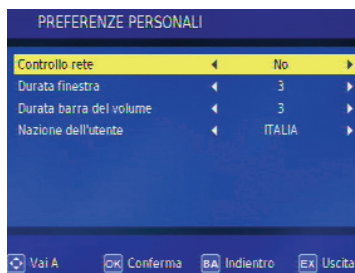 PREFERENZE PERSONALI
Controllo rete No
Durata finestra 3
Durata barra del volume 3
Nazione dell'utente ITALIA
Vai A OK Conferma BA Indientro EX Uscita